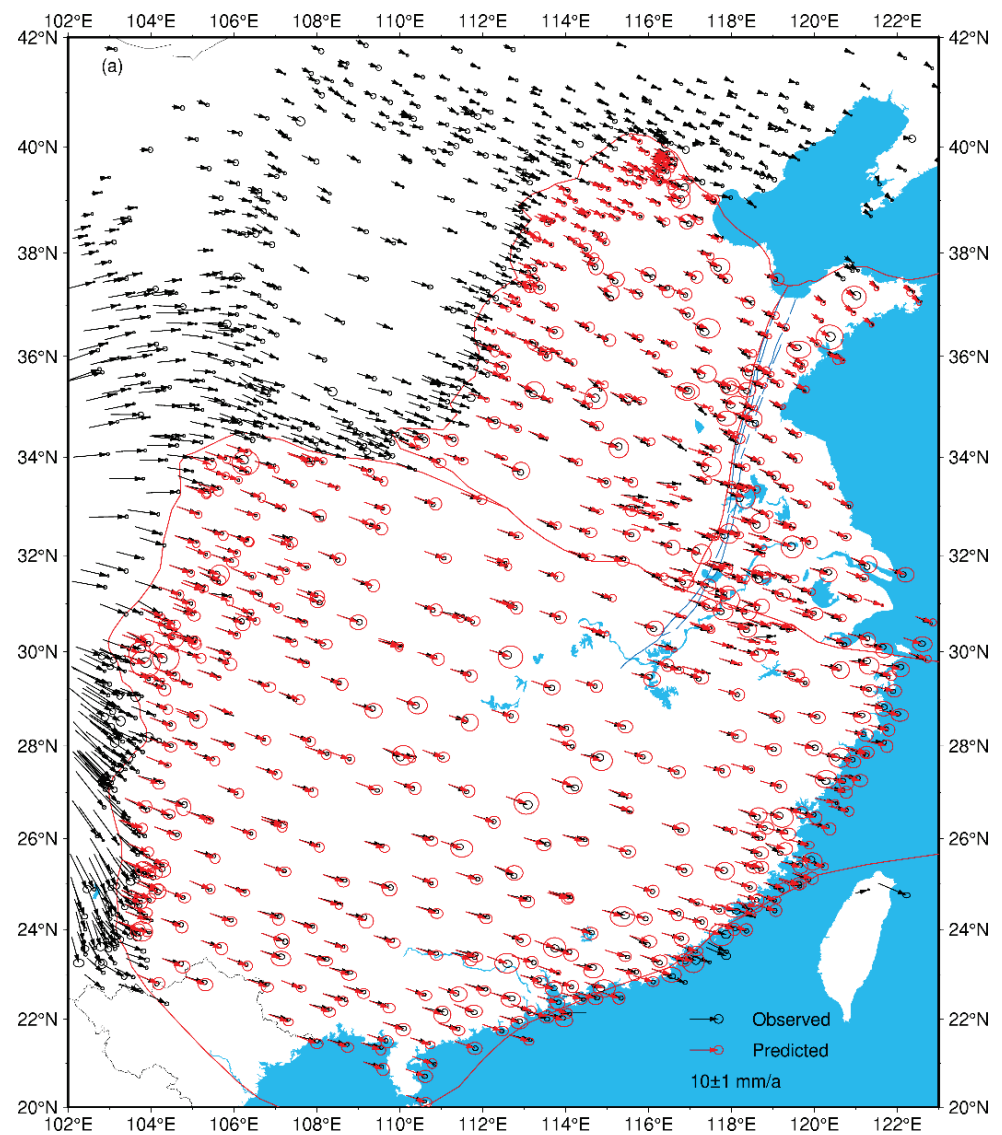 102°E 104°E 106°E 108°E 110°E 112°E 114°E 116°E 118°E 120°E 122°E
42°N 42°N
(a)
40°N 40°N
38°N 38°N
36°N 36°N
34°N 34°N
32°N 32°N
30°N 30°N
28°N 28°N
26°N 26°N
24°N 24°N
22°N 22°N
Observed
Predicted
10±1 mm/a
20°N 20°N
102°E 104°E 106°E 108°E 110°E 112°E 114°E 116°E 118°E 120°E 122°E